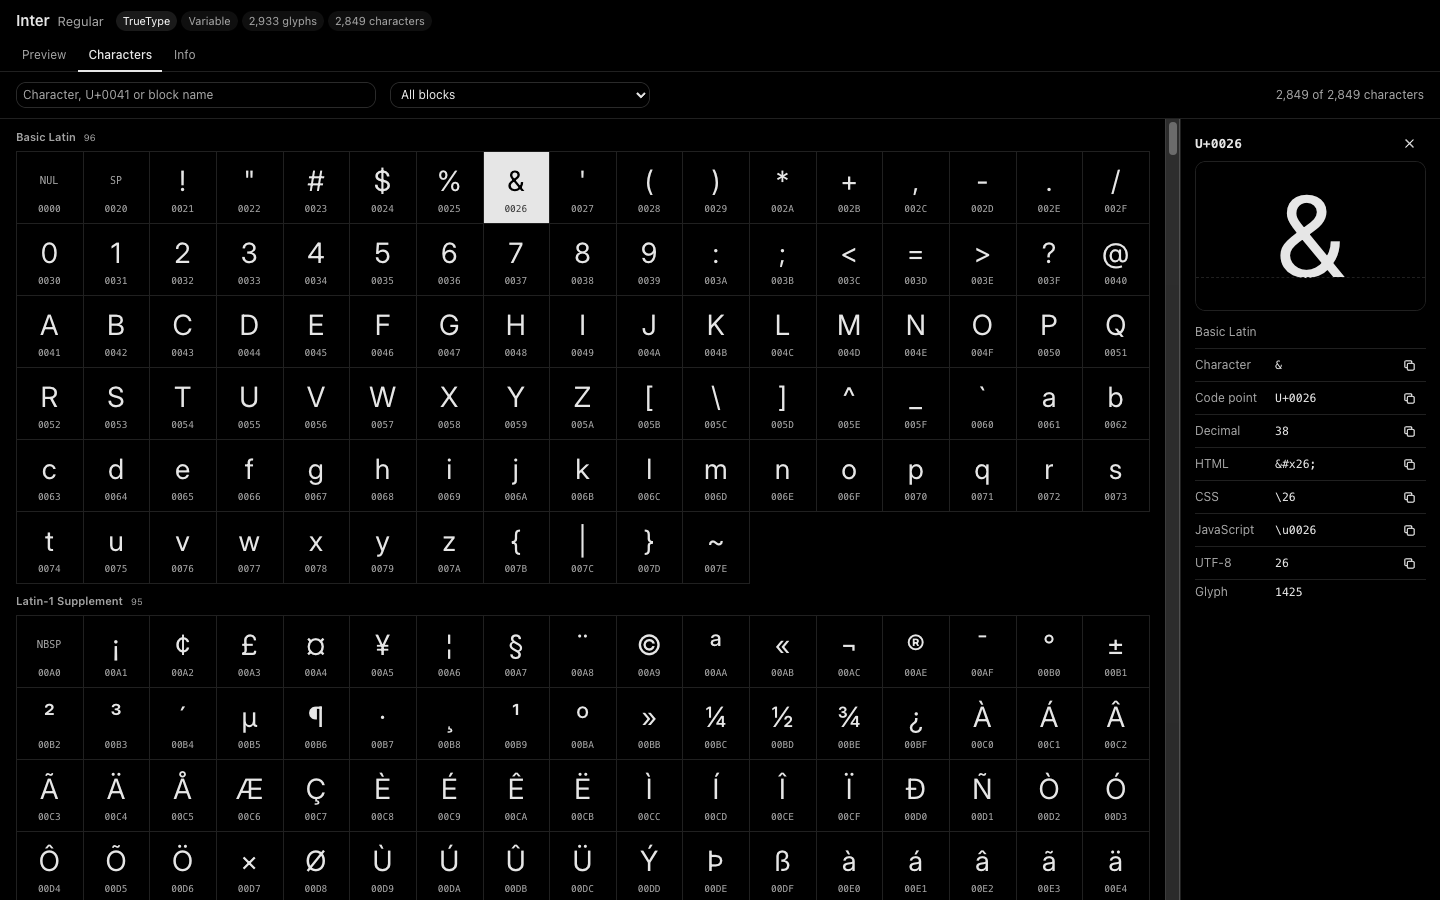 Inter Regular TrueType Variable 2,933 glyphs 2,849 characters
Preview Characters Info
Character, U+0041 or block name All blocks 2,849 of 2,849 characters
Basic Latin 96
NUL SP ! " # $ % & ' ( ) * + , - . /
0000 0020 0021 0022 0023 0024 0025 0026 0027 0028 0029 002A 002B 002C 002D 002E 002F
0 1 2 3 4 5 6 7 8 9 : ; < = > ? @
0030 0031 0032 0033 0034 0035 0036 0037 0038 0039 003A 003B 003C 003D 003E 003F 0040
A B C D E F G H I J K L M N O P Q
0041 0042 0043 0044 0045 0046 0047 0048 0049 004A 004B 004C 004D 004E 004F 0050 0051
R S T U V W X Y Z [ \ ] ^ _ ` a b
0052 0053 0054 0055 0056 0057 0058 0059 005A 005B 005C 005D 005E 005F 0060 0061 0062
c d e f g h i j k l m n o p q r s
0063 0064 0065 0066 0067 0068 0069 006A 006B 006C 006D 006E 006F 0070 0071 0072 0073
t u v w x y z { | } ~
0074 0075 0076 0077 0078 0079 007A 007B 007C 007D 007E
Latin-1 Supplement 95
NBSP ¡ ¢ £ ¤ ¥ ¦ § ¨ © ª « ¬ ® ¯ ° ±
00A0 00A1 00A2 00A3 00A4 00A5 00A6 00A7 00A8 00A9 00AA 00AB 00AC 00AE 00AF 00B0 00B1
² ³ ´ µ ¶ · ¸ ¹ º » ¼ ½ ¾ ¿ À Á Â
00B2 00B3 00B4 00B5 00B6 00B7 00B8 00B9 00BA 00BB 00BC 00BD 00BE 00BF 00C0 00C1 00C2
Ã Ä Å Æ Ç È É Ê Ë Ì Í Î Ï Ð Ñ Ò Ó
00C3 00C4 00C5 00C6 00C7 00C8 00C9 00CA 00CB 00CC 00CD 00CE 00CF 00D0 00D1 00D2 00D3
Ô Õ Ö × Ø Ù Ú Û Ü Ý Þ ß à á â ã ä
00D4 00D5 00D6 00D7 00D8 00D9 00DA 00DB 00DC 00DD 00DE 00DF 00E0 00E1 00E2 00E3 00E4
U+0026
&
Basic Latin
Character &
Code point U+0026
Decimal 38
HTML &#x26;
CSS \26
JavaScript \u0026
UTF-8 26
Glyph 1425